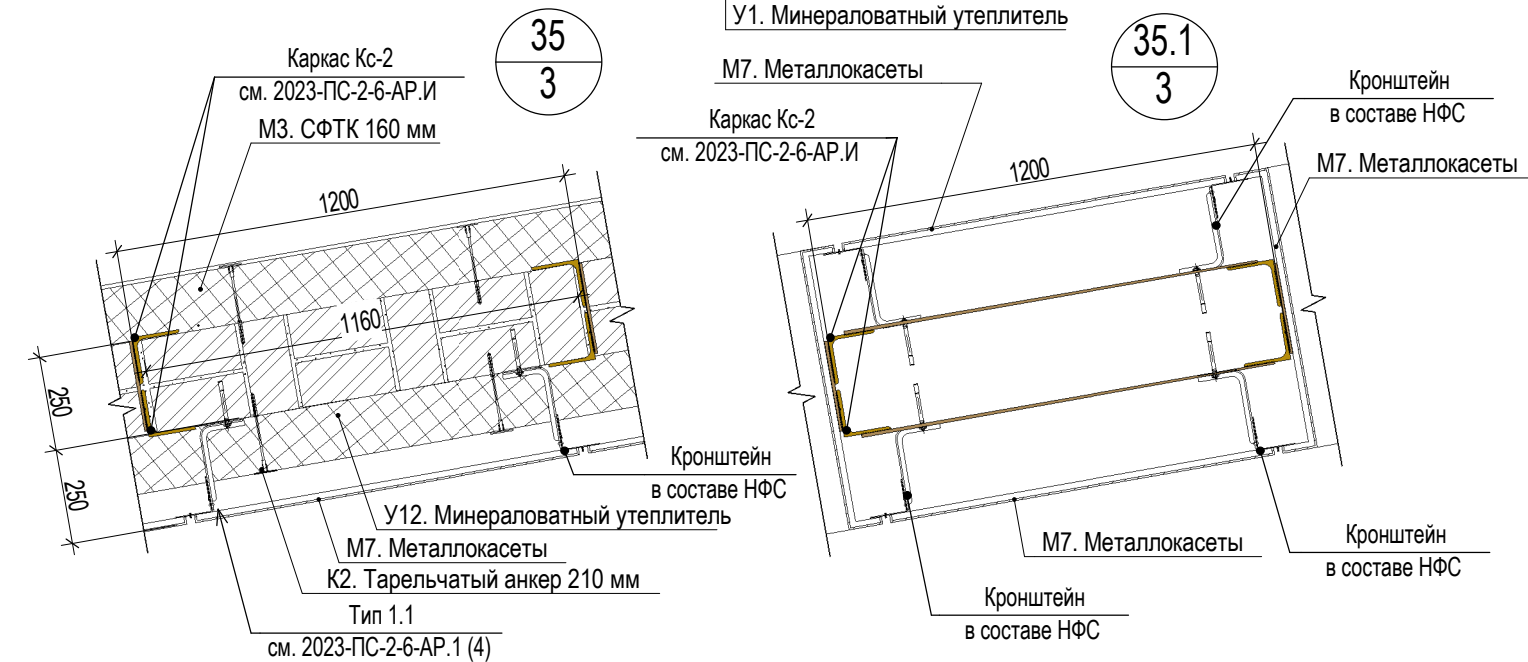 У1. Минераловатный утеплитель
35
3
35.1
3
Каркас Кс-2
см. 2023-ПС-2-6-АР.И
М3. СФТК 160 мм
М7. Металлокасеты
Каркас Кс-2
см. 2023-ПС-2-6-АР.И
Кронштейн
в составе НФС
М7. Металлокасеты
1200
1200
1160
250
250
Кронштейн
в составе НФС
У12. Минераловатный утеплитель
М7. Металлокасеты
К2. Тарельчатый анкер 210 мм
Тип 1.1
см. 2023-ПС-2-6-АР.1 (4)
М7. Металлокасеты
Кронштейн
в составе НФС
Кронштейн
в составе НФС